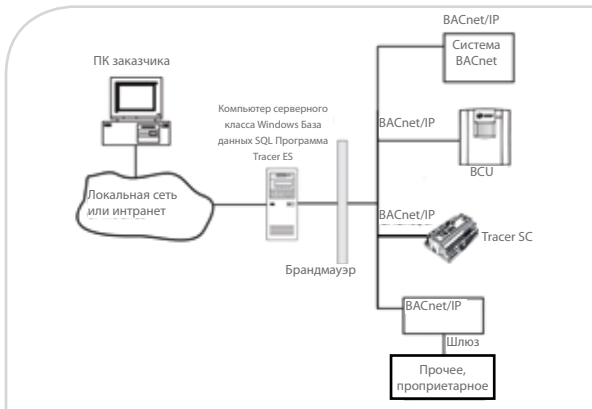 BACnet/IP
Система
BACnet
ПК заказчика
Компьютер серверного
класса Windows База
данных SQL Программа
Tracer ES
BACnet/IP
BCU
Локальная сеть
или интранет
BACnet/IP
Tracer SC
Брандмауэр
BACnet/IP
Шлюз
Прочее,
проприетарное